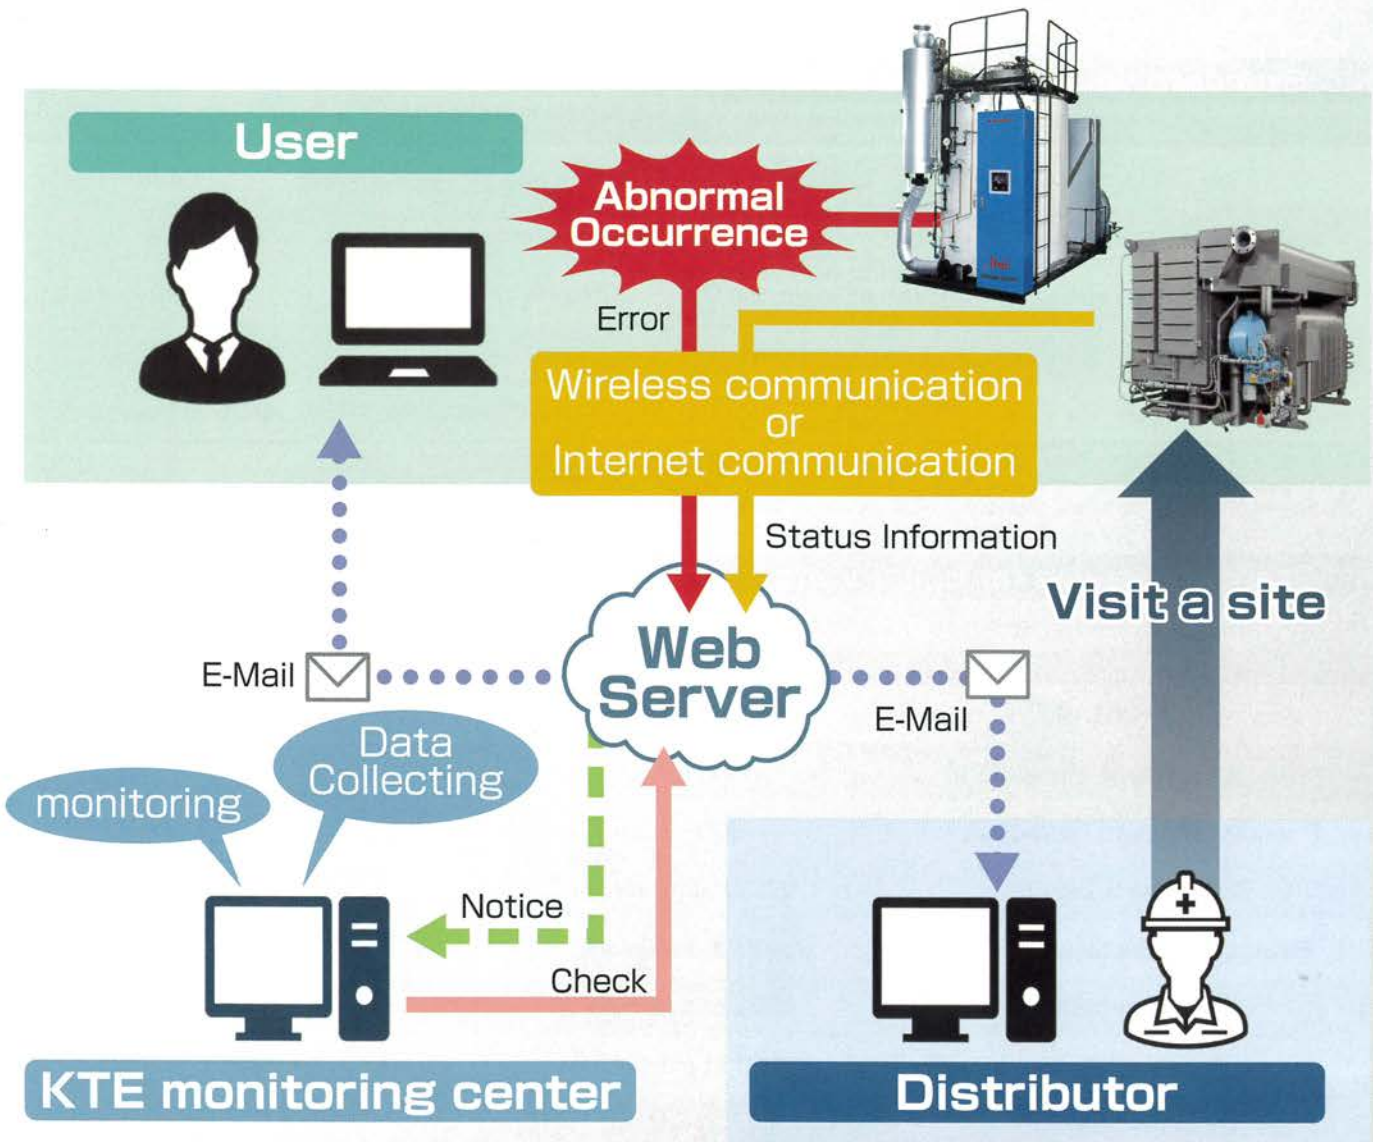 User
Abnormal
Occurrence
Error
Wireless communication
or
Internet communication
Status Information
Visit a site
Web
Server
E-Mail
E-Mail
Data
Collecting
monitoring
Notice
Check
KTE monitoring center
Distributor